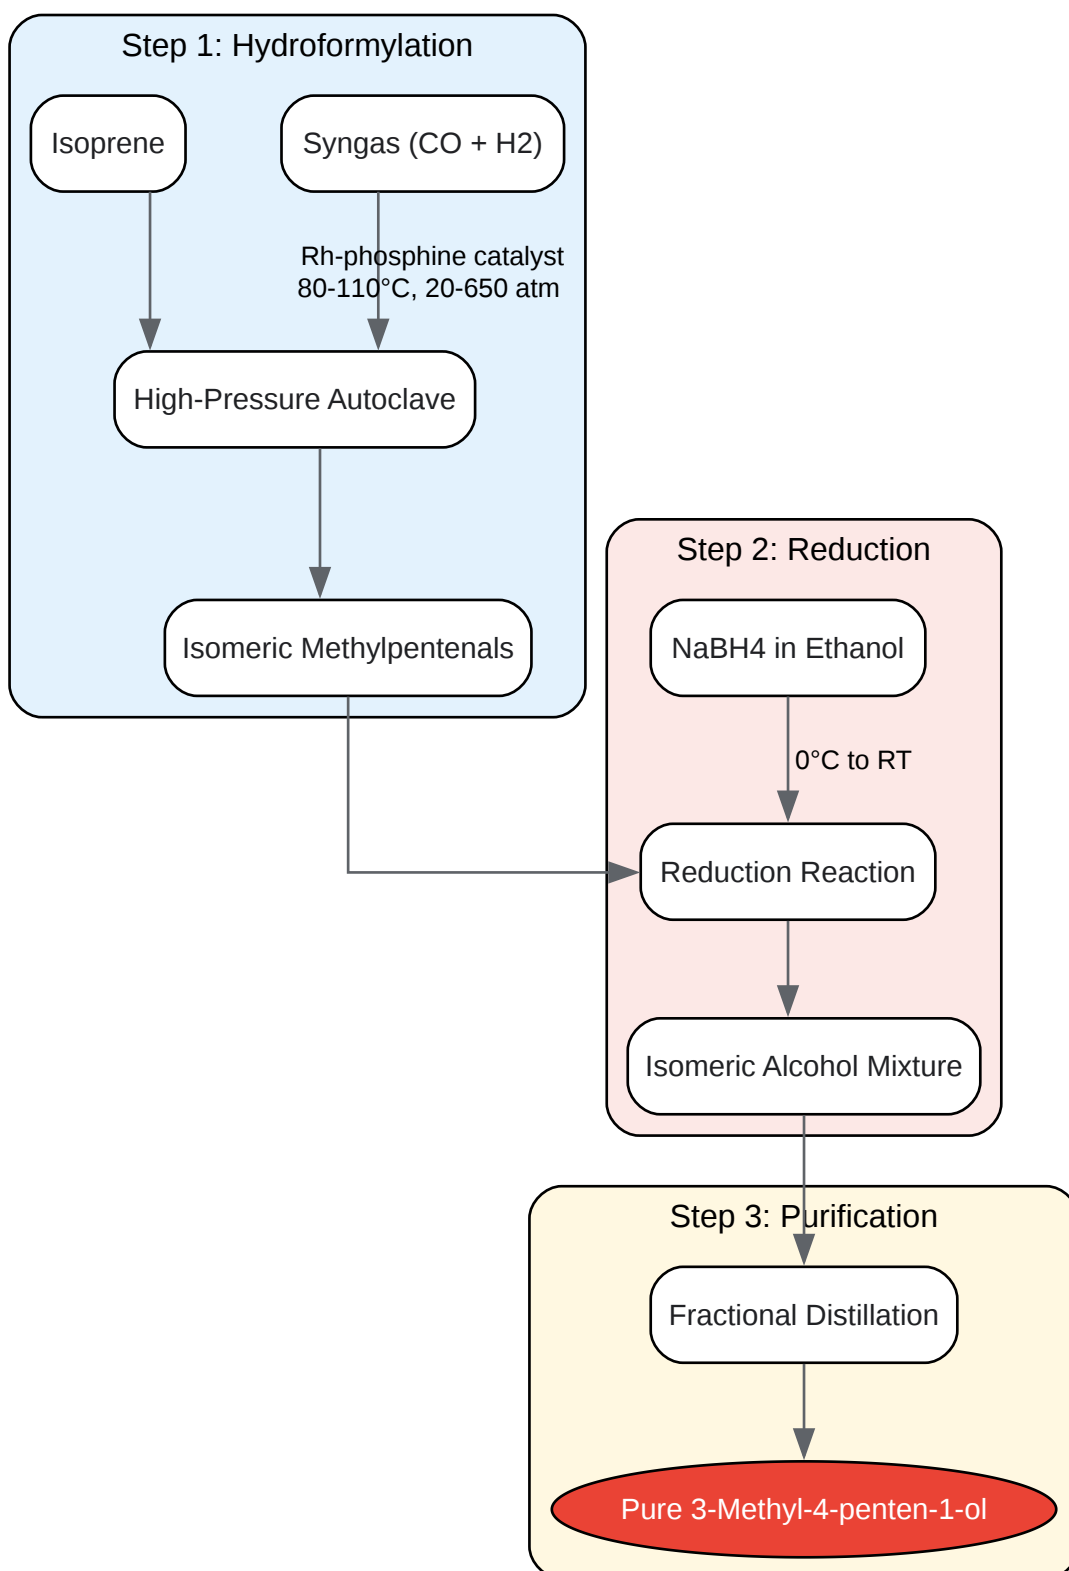 Step 1: Hydroformylation
Isoprene
Syngas (CO + H2)
Rh-phosphine catalyst
80-110°C, 20-650 atm
High-Pressure Autoclave
Isomeric Methylpentenals
Step 2: Reduction
NaBH4 in Ethanol
0°C to RT
Reduction Reaction
Isomeric Alcohol Mixture
Step 3: Purification
Fractional Distillation
Pure 3-Methyl-4-penten-1-ol